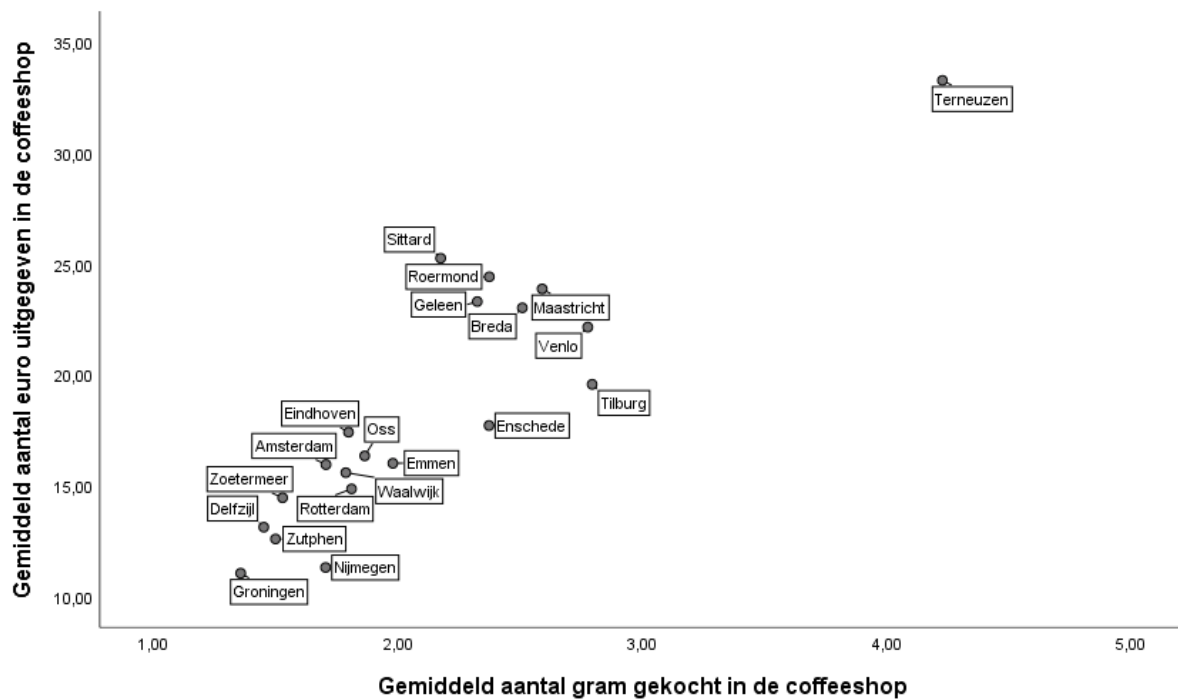 Gemiddeld aantal euro uitgegeven in de coffeeshop
35,00
30,00
25,00
20,00
15,00
10,00
Terneuzen
Sittard
Roermond
Geleen
Maastricht
Breda
Venlo
Tilburg
Eindhoven
Oss
Enschede
Amsterdam
Emmen
Zoetermeer
Waalwijk
Delfzijl
Rotterdam
Zutphen
Nijmegen
Groningen
1,00
2,00
3,00
4,00
5,00
Gemiddeld aantal gram gekocht in de coffeeshop